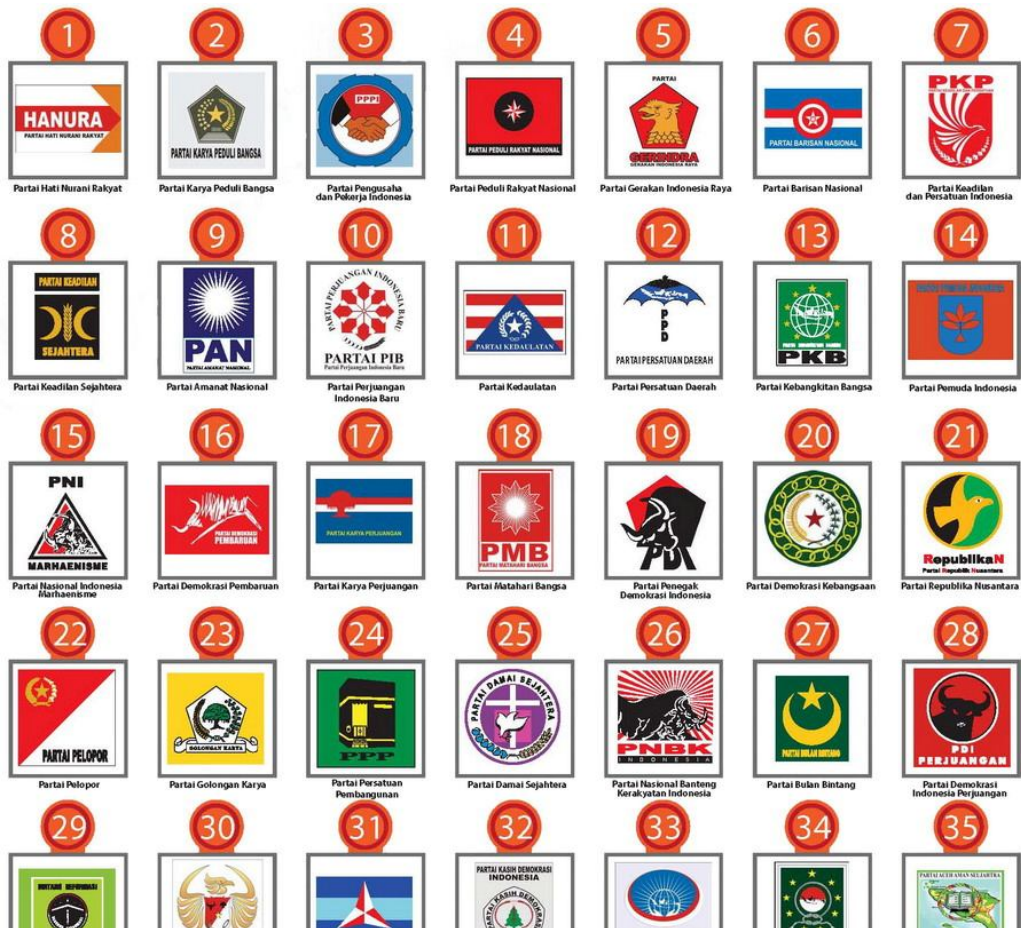 1 2 3 4 5 6 7
HANURA
PARTAI HATI NURANI RAKYAT
Partai Hati Nurani Rakyat
PARTAI KARYA PEDULI BANGSA
Partai Karya Peduli Bangsa
PPPI
Partai Pengusaha
dan Pekerja Indonesia
PARTAI PEDULI RAKYAT NASIONAL
Partai Peduli Rakyat Nasional
PARTAI
GERINDRA
GERAKAN INDONESIA RAYA
Partai Gerakan Indonesia Raya
PARTAI BARISAN NASIONAL
Partai Barisan Nasional
PKP
Partai Keadilan
dan Persatuan Indonesia
8 9 10 11 12 13 14
PARTAI KEADILAN
SEJAHTERA
Partai Keadilan Sejahtera
PAN
PARTAI AMANAT NASIONAL
Partai Amanat Nasional
PARTAI PERJUANGAN INDONESIA BARU
PARTAI PIB
Partai Perjuangan Indonesia Baru
Partai Perjuangan
Indonesia Baru
PARTAI KEDAULATAN
Partai Kedaulatan
P
P
D
PARTAI PERSATUAN DAERAH
Partai Persatuan Daerah
PKB
Partai Kebangkitan Bangsa
Partai Pemuda Indonesia
15 16 17 18 19 20 21
PNI
MARHAENISME
Partai Nasional Indonesia
Marhaenisme
PARTAI DEMOKRASI
PEMBARUAN
Partai Demokrasi Pembaruan
PARTAI KARYA PERJUANGAN
Partai Karya Perjuangan
PMB
PARTAI MATAHARI BANGSA
Partai Matahari Bangsa
PDI
Partai Penegak
Demokrasi Indonesia
Partai Demokrasi Kebangsaan
RepublikaN
Partai Republik Nusantara
Partai Republika Nusantara
22 23 24 25 26 27 28
PARTAI PELOPOR
Partai Pelopor
GOLONGAN KARYA
Partai Golongan Karya
PPP
Partai Persatuan
Pembangunan
PARTAI DAMAI SEJAHTERA
Partai Damai Sejahtera
PNBK
INDONESIA
Partai Nasional Banteng
Kerakyatan Indonesia
PARTAI BULAN BINTANG
Partai Bulan Bintang
PDI
PERJUANGAN
Partai Demokrasi
Indonesia Perjuangan
29 30 31 32 33 34 35
BINTANG REFORMASI
PARTAI KASIH DEMOKRASI
INDONESIA
PARTAI KASIH DEMOKRASI
PARTAI ACEH AMAN SEJAHTRA